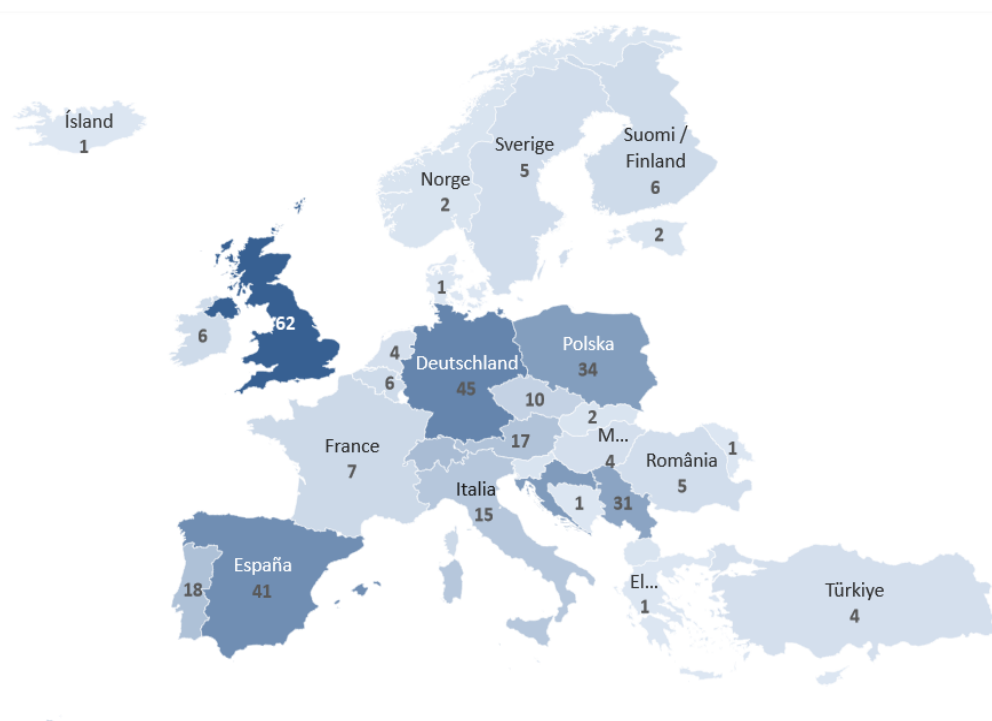 Ísland
1
Norge
2
Sverige
5
Suomi /
Finland
6
2
1
62
6
4
6
Deutschland
45
Polska
34
10
2
17
M...
4
1
France
7
Italia
15
România
5
1
31
España
41
18
El...
1
Türkiye
4